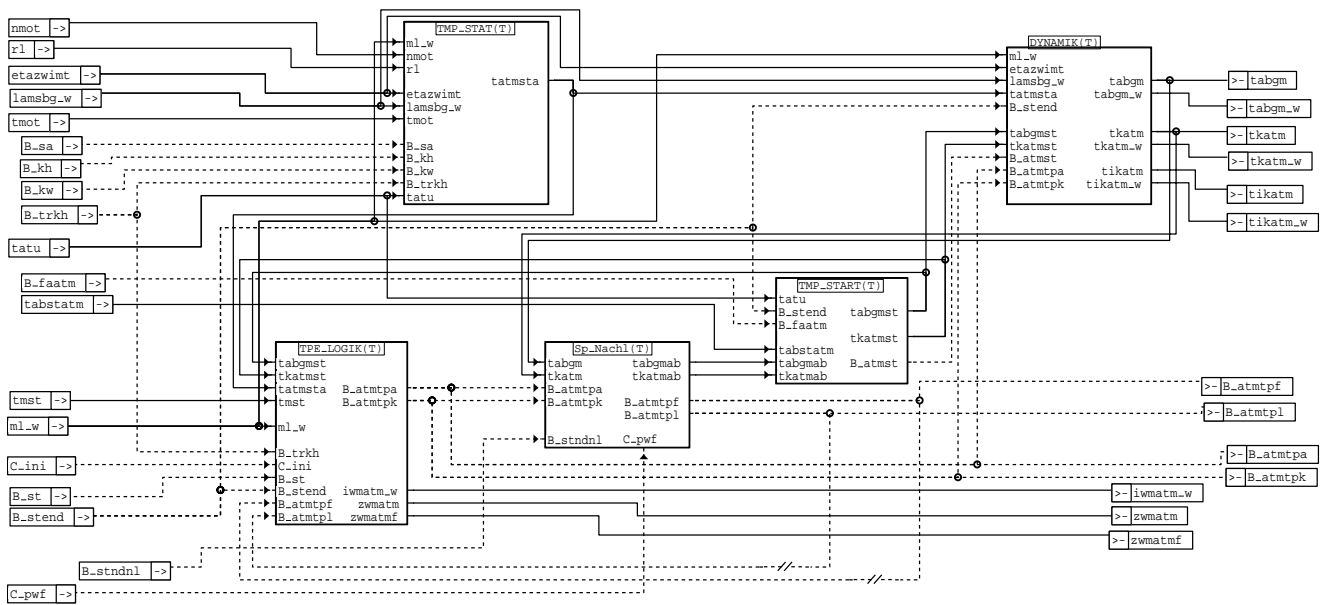 nmot ->
rl ->
etazwimt ->
lamsbg_w ->
tmot ->
B_sa ->
B_kh ->
B_kw ->
B_trkh ->
tatu ->
B_faatm ->
tabstatm ->
tmst ->
ml_w ->
C_ini ->
B_st ->
B_stend ->
B_stndnl ->
C_pwf ->
TMP_STAT(T)
ml_w
nmot
rl
tatmsta
etazwimt
lamsbg_w
tmot
B_sa
B_kh
B_kw
B_trkh
tatu
DYNAMIK(T)
ml_w
etazwimt
lamsbg_w tabgm
tatmsta tabgm_w
B_stend
tabgmst tkatm
tkatmst tkatm_w
B_atmst
B_atmtpa tikatm
B_atmtpk tikatm_w
TMP_START(T)
tatu
B_stend tabgmst
B_faatm
tkatmst
tabstatm
tabgmab B_atmst
tkatmab
TPE_LOGIK(T)
tabgmst
tkatmst
tatmsta B_atmtpa
tmst B_atmtpk
ml_w
B_trkh
C_ini
B_st
B_stend iwmatm_w
B_atmtpf zwmatm
B_atmtpl zwmatmf
Sp_Nachl(T)
tabgm tabgmab
tkatm tkatmab
B_atmtpa
B_atmtpk B_atmtpf
B_atmtpl
B_stndnl C_pwf
>- tabgm
>- tabgm_w
>- tkatm
>- tkatm_w
>- tikatm
>- tikatm_w
>- B_atmtpf
>- B_atmtpl
>- B_atmtpa
>- B_atmtpk
>- iwmatm_w
>- zwmatm
>- zwmatmf